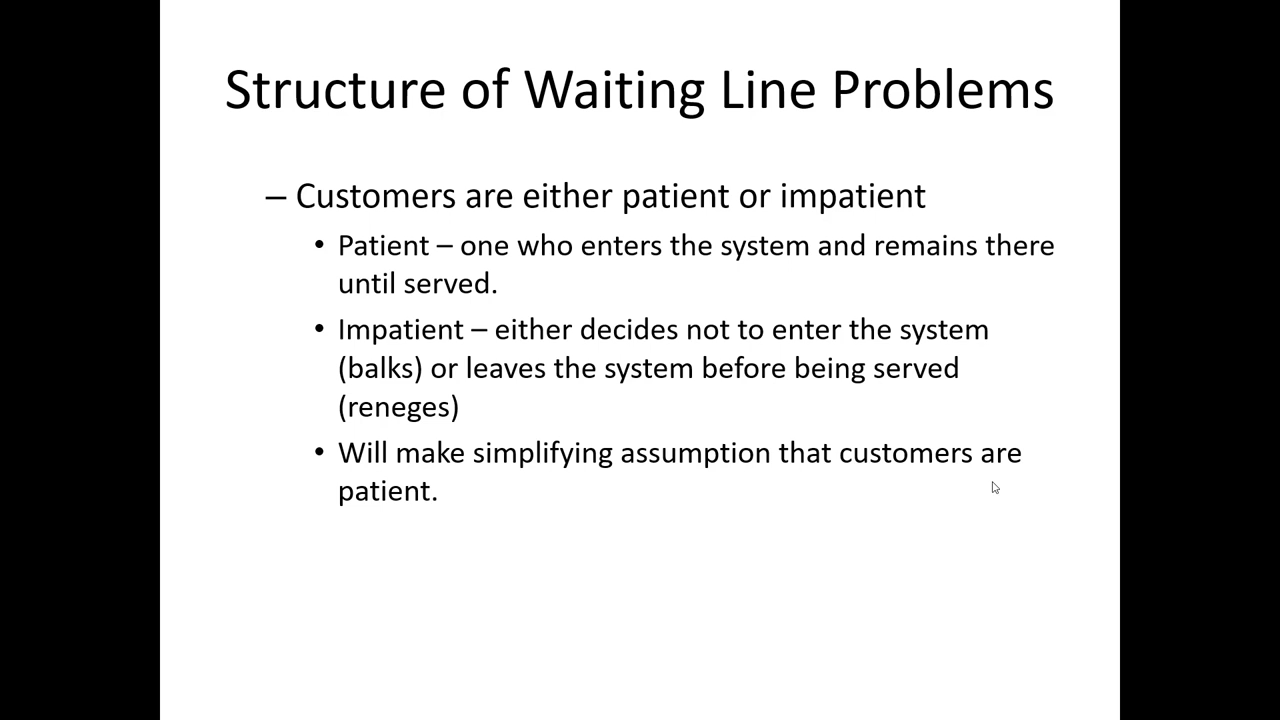 Structure of Waiting Line Problems
– Customers are either patient or impatient
• Patient – one who enters the system and remains there
until served.
• Impatient – either decides not to enter the system
(balks) or leaves the system before being served
(reneges)
• Will make simplifying assumption that customers are
patient.